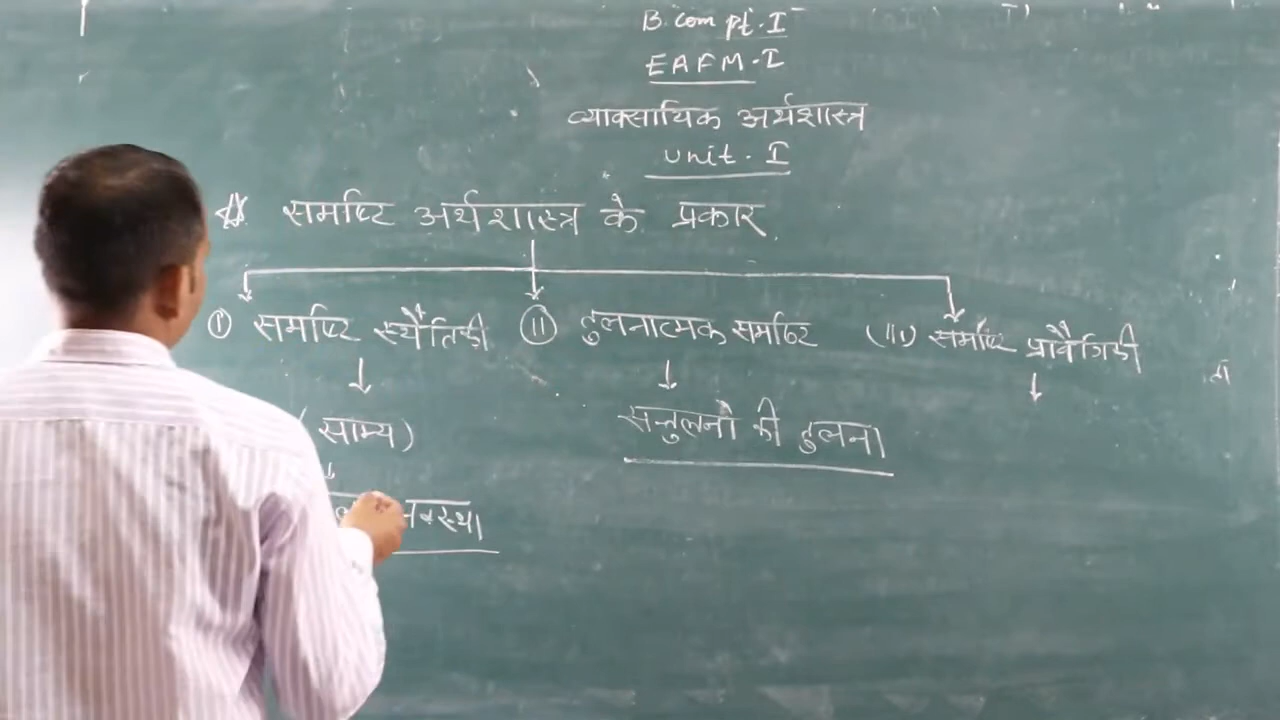 B. com pt. I
EAFM - I
व्यावसायिक अर्थशास्त्र
unit - I
समष्टि अर्थशास्त्र के प्रकार
(I) समष्टि स्थैतिकी (II) तुलनात्मक समष्टि (III) समष्टि प्रावैगिकी
(साम्य) सन्तुलनों की तुलना